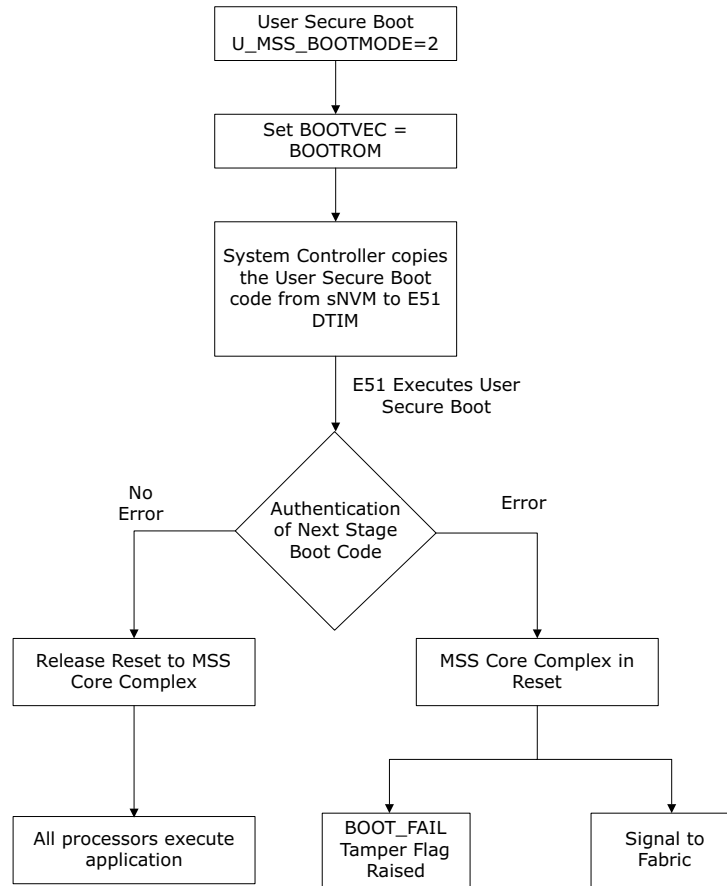 User Secure Boot
U_MSS_BOOTMODE=2
Set BOOTVEC =
BOOTROM
System Controller copies
the User Secure Boot
code from sNVM to E51
DTIM
E51 Executes User
Secure Boot
No
Error
Authentication
of Next Stage
Boot Code
Error
Release Reset to MSS
Core Complex
MSS Core Complex in
Reset
All processors execute
application
BOOT_FAIL
Tamper Flag
Raised
Signal to
Fabric